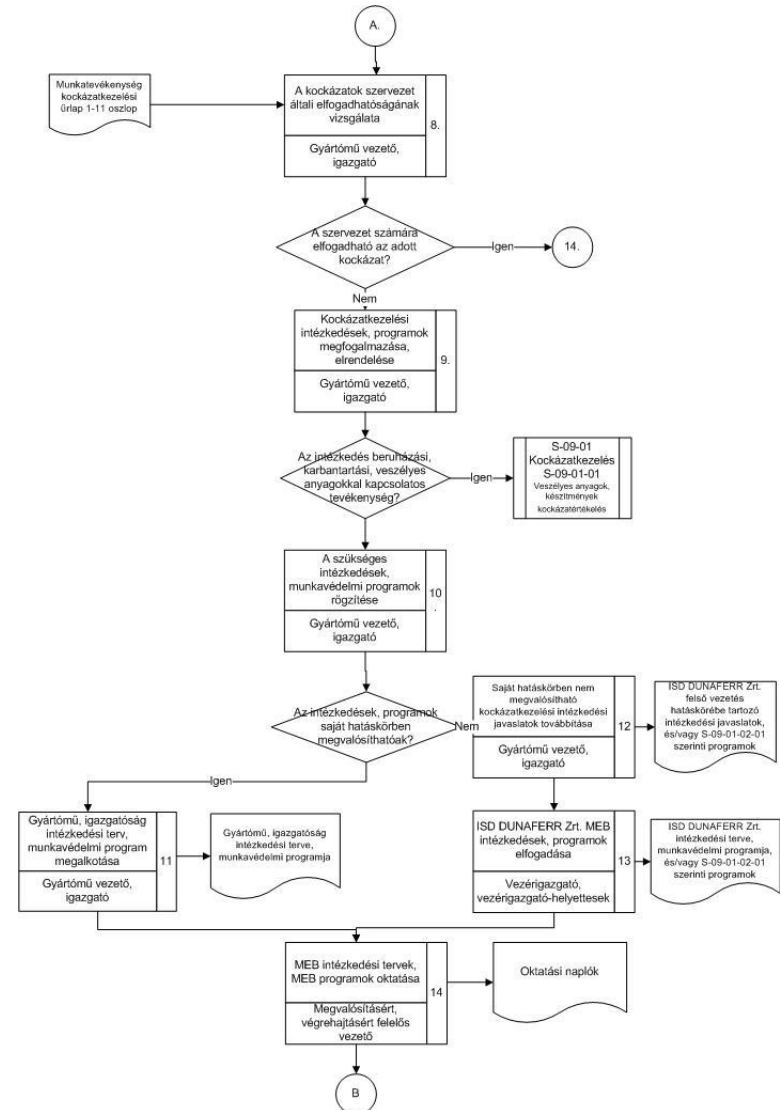 A.
Munkatevékenység
kockázatkezelési
űrlap 1-11 oszlop
A kockázatok szervezet
általi elfogadhatóságának
vizsgálata
8.
Gyártómű vezető,
igazgató
A szervezet számára
elfogadható az adott
kockázat?
Igen
14.
Nem
Kockázatkezelési
intézkedések, programok
megfogalmazása,
elrendelése
9.
Gyártómű vezető,
igazgató
Az intézkedés beruházási,
karbantartási, veszélyes
anyagokkal kapcsolatos
tevékenység?
Igen
S-09-01
Kockázatkezelés
S-09-01-01
Veszélyes anyagok,
készítmények
kockázatértékelés
A szükséges
intézkedések,
munkavédelmi programok
rögzítése
10
.
Gyártómű vezető,
igazgató
Az intézkedések, programok
saját hatáskörben
megvalósíthatóak?
Nem
Saját hatáskörben nem
megvalósítható
kockázatkezelési intézkedési
javaslatok továbbítása
12
Gyártómű vezető,
igazgató
ISD DUNAFERR Zrt.
felső vezetés
hatáskörébe tartozó
intézkedési javaslatok,
és/vagy S-09-01-02-01
szerinti programok
Igen
Gyártómű, igazgatóság
intézkedési terv,
munkavédelmi program
megalkotása
11
Gyártómű vezető,
igazgató
Gyártómű, igazgatóság
intézkedési terve,
munkavédelmi programja
ISD DUNAFERR Zrt. MEB
intézkedések, programok
elfogadása
13
Vezérigazgató,
vezérigazgató-helyettesek
ISD DUNAFERR Zrt.
intézkedési terve,
munkavédelmi programja,
és/vagy S-09-01-02-01
szerinti programok
MEB intézkedési tervek,
MEB programok oktatása
14
Megvalósításért,
végrehajtásért felelős
vezető
Oktatási naplók
B